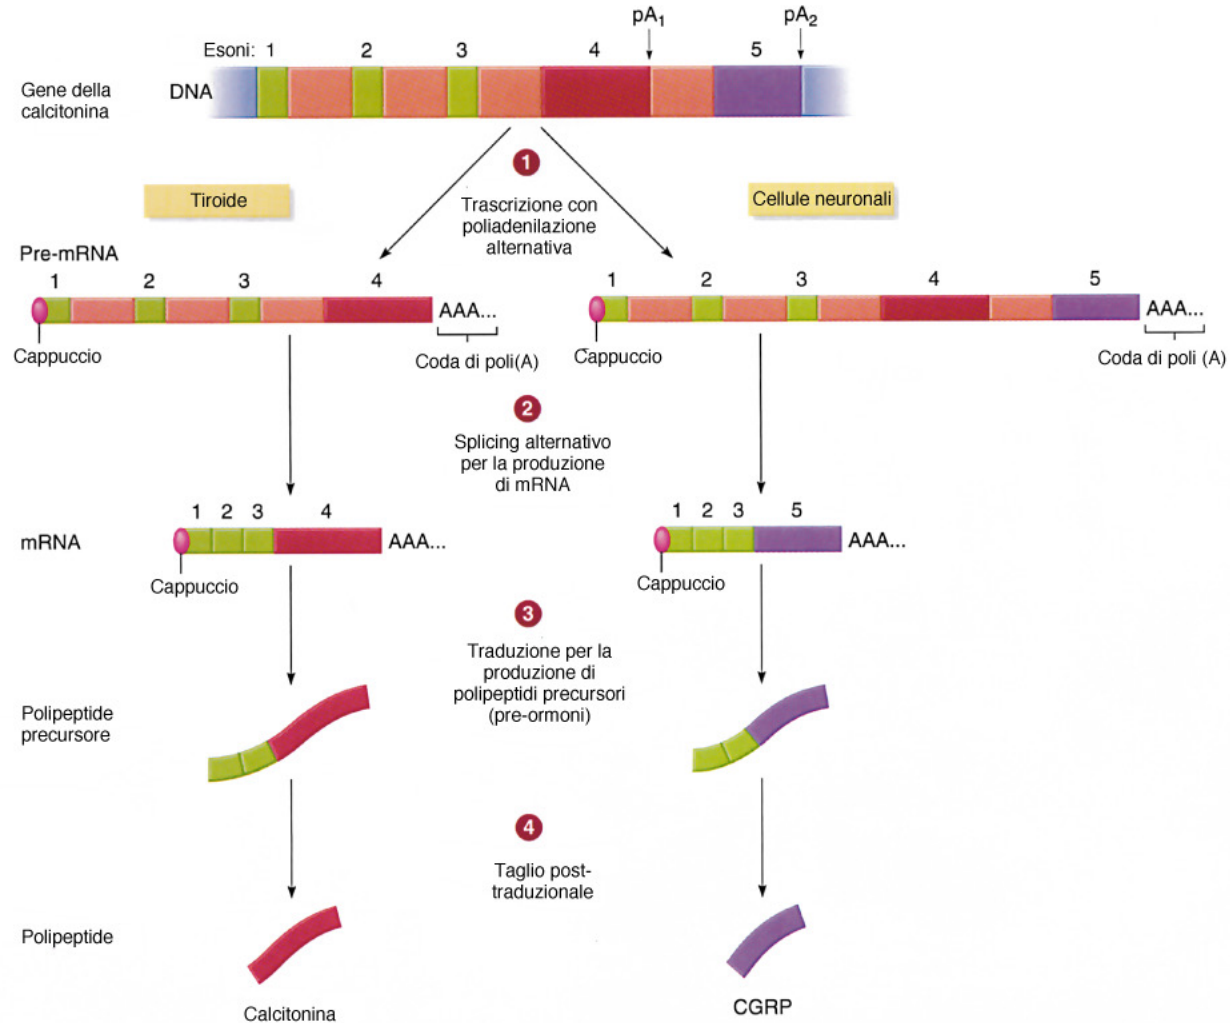 pA1 pA2
Esoni: 1 2 3 4 5
Gene della
calcitonina
DNA
1
Tiroide
Cellule neuronali
Trascrizione con
poliadenilazione
alternativa
Pre-mRNA
1 2 3 4
1 2 3 4 5
AAA...
AAA...
Cappuccio
Coda di poli(A)
Cappuccio
Coda di poli (A)
2
Splicing alternativo
per la produzione
di mRNA
1 2 3 4
1 2 3 5
mRNA
AAA...
AAA...
Cappuccio
Cappuccio
3
Traduzione per la
produzione di
polipeptidi precursori
(pre-ormoni)
Polipeptide
precursore
4
Taglio post-
traduzionale
Polipeptide
Calcitonina
CGRP